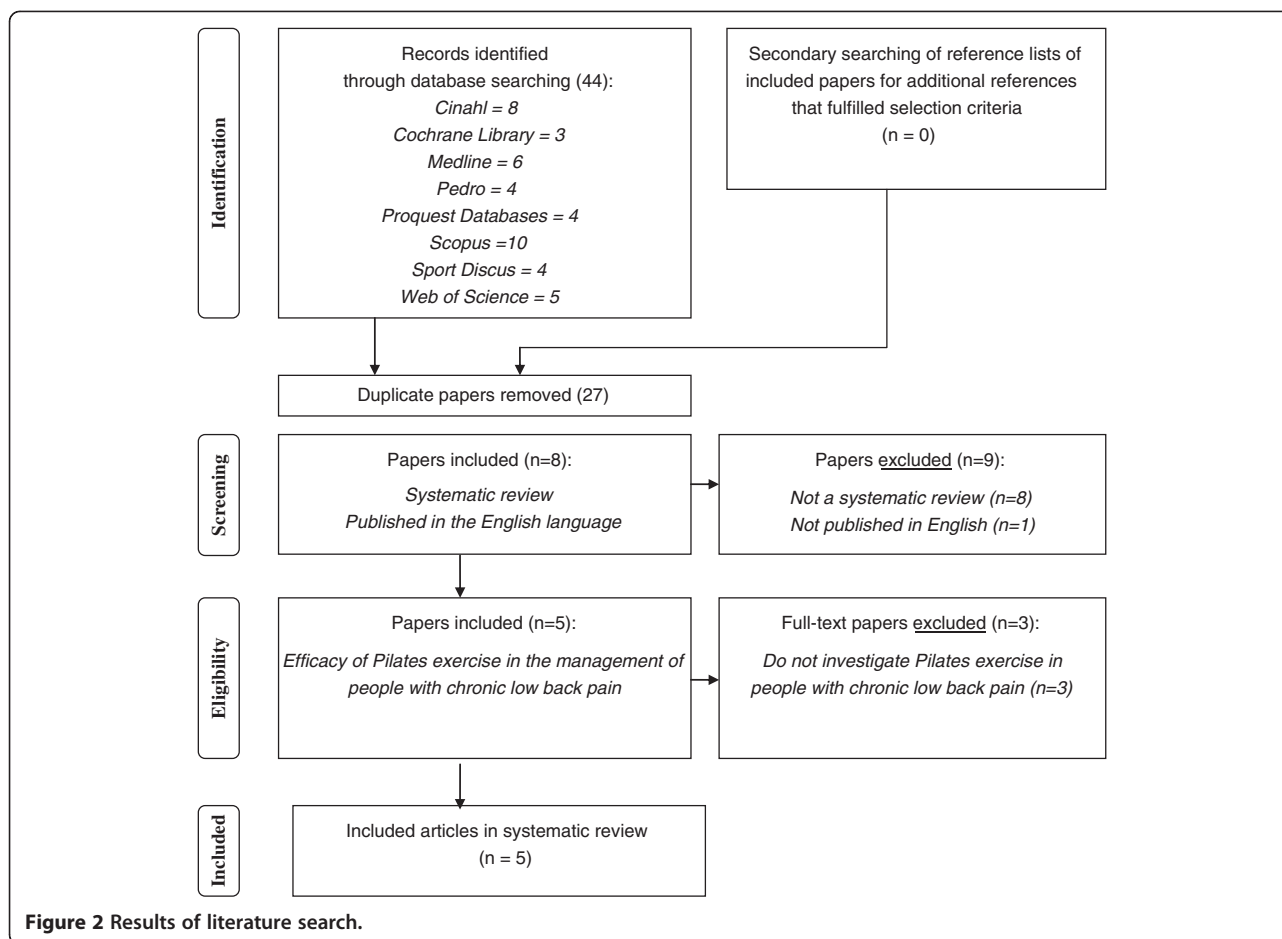 Identification
Records identified
through database searching (44):
Cinahl = 8
Cochrane Library = 3
Medline = 6
Pedro = 4
Proquest Databases = 4
Scopus =10
Sport Discus = 4
Web of Science = 5
Secondary searching of reference lists of
included papers for additional references
that fulfilled selection criteria
(n = 0)
Duplicate papers removed (27)
Screening
Papers included (n=8):
Systematic review
Published in the English language
Papers excluded (n=9):
Not a systematic review (n=8)
Not published in English (n=1)
Eligibility
Papers included (n=5):
Efficacy of Pilates exercise in the management of
people with chronic low back pain
Full-text papers excluded (n=3):
Do not investigate Pilates exercise in
people with chronic low back pain (n=3)
Included
Included articles in systematic review
(n = 5)
Figure 2 Results of literature search.